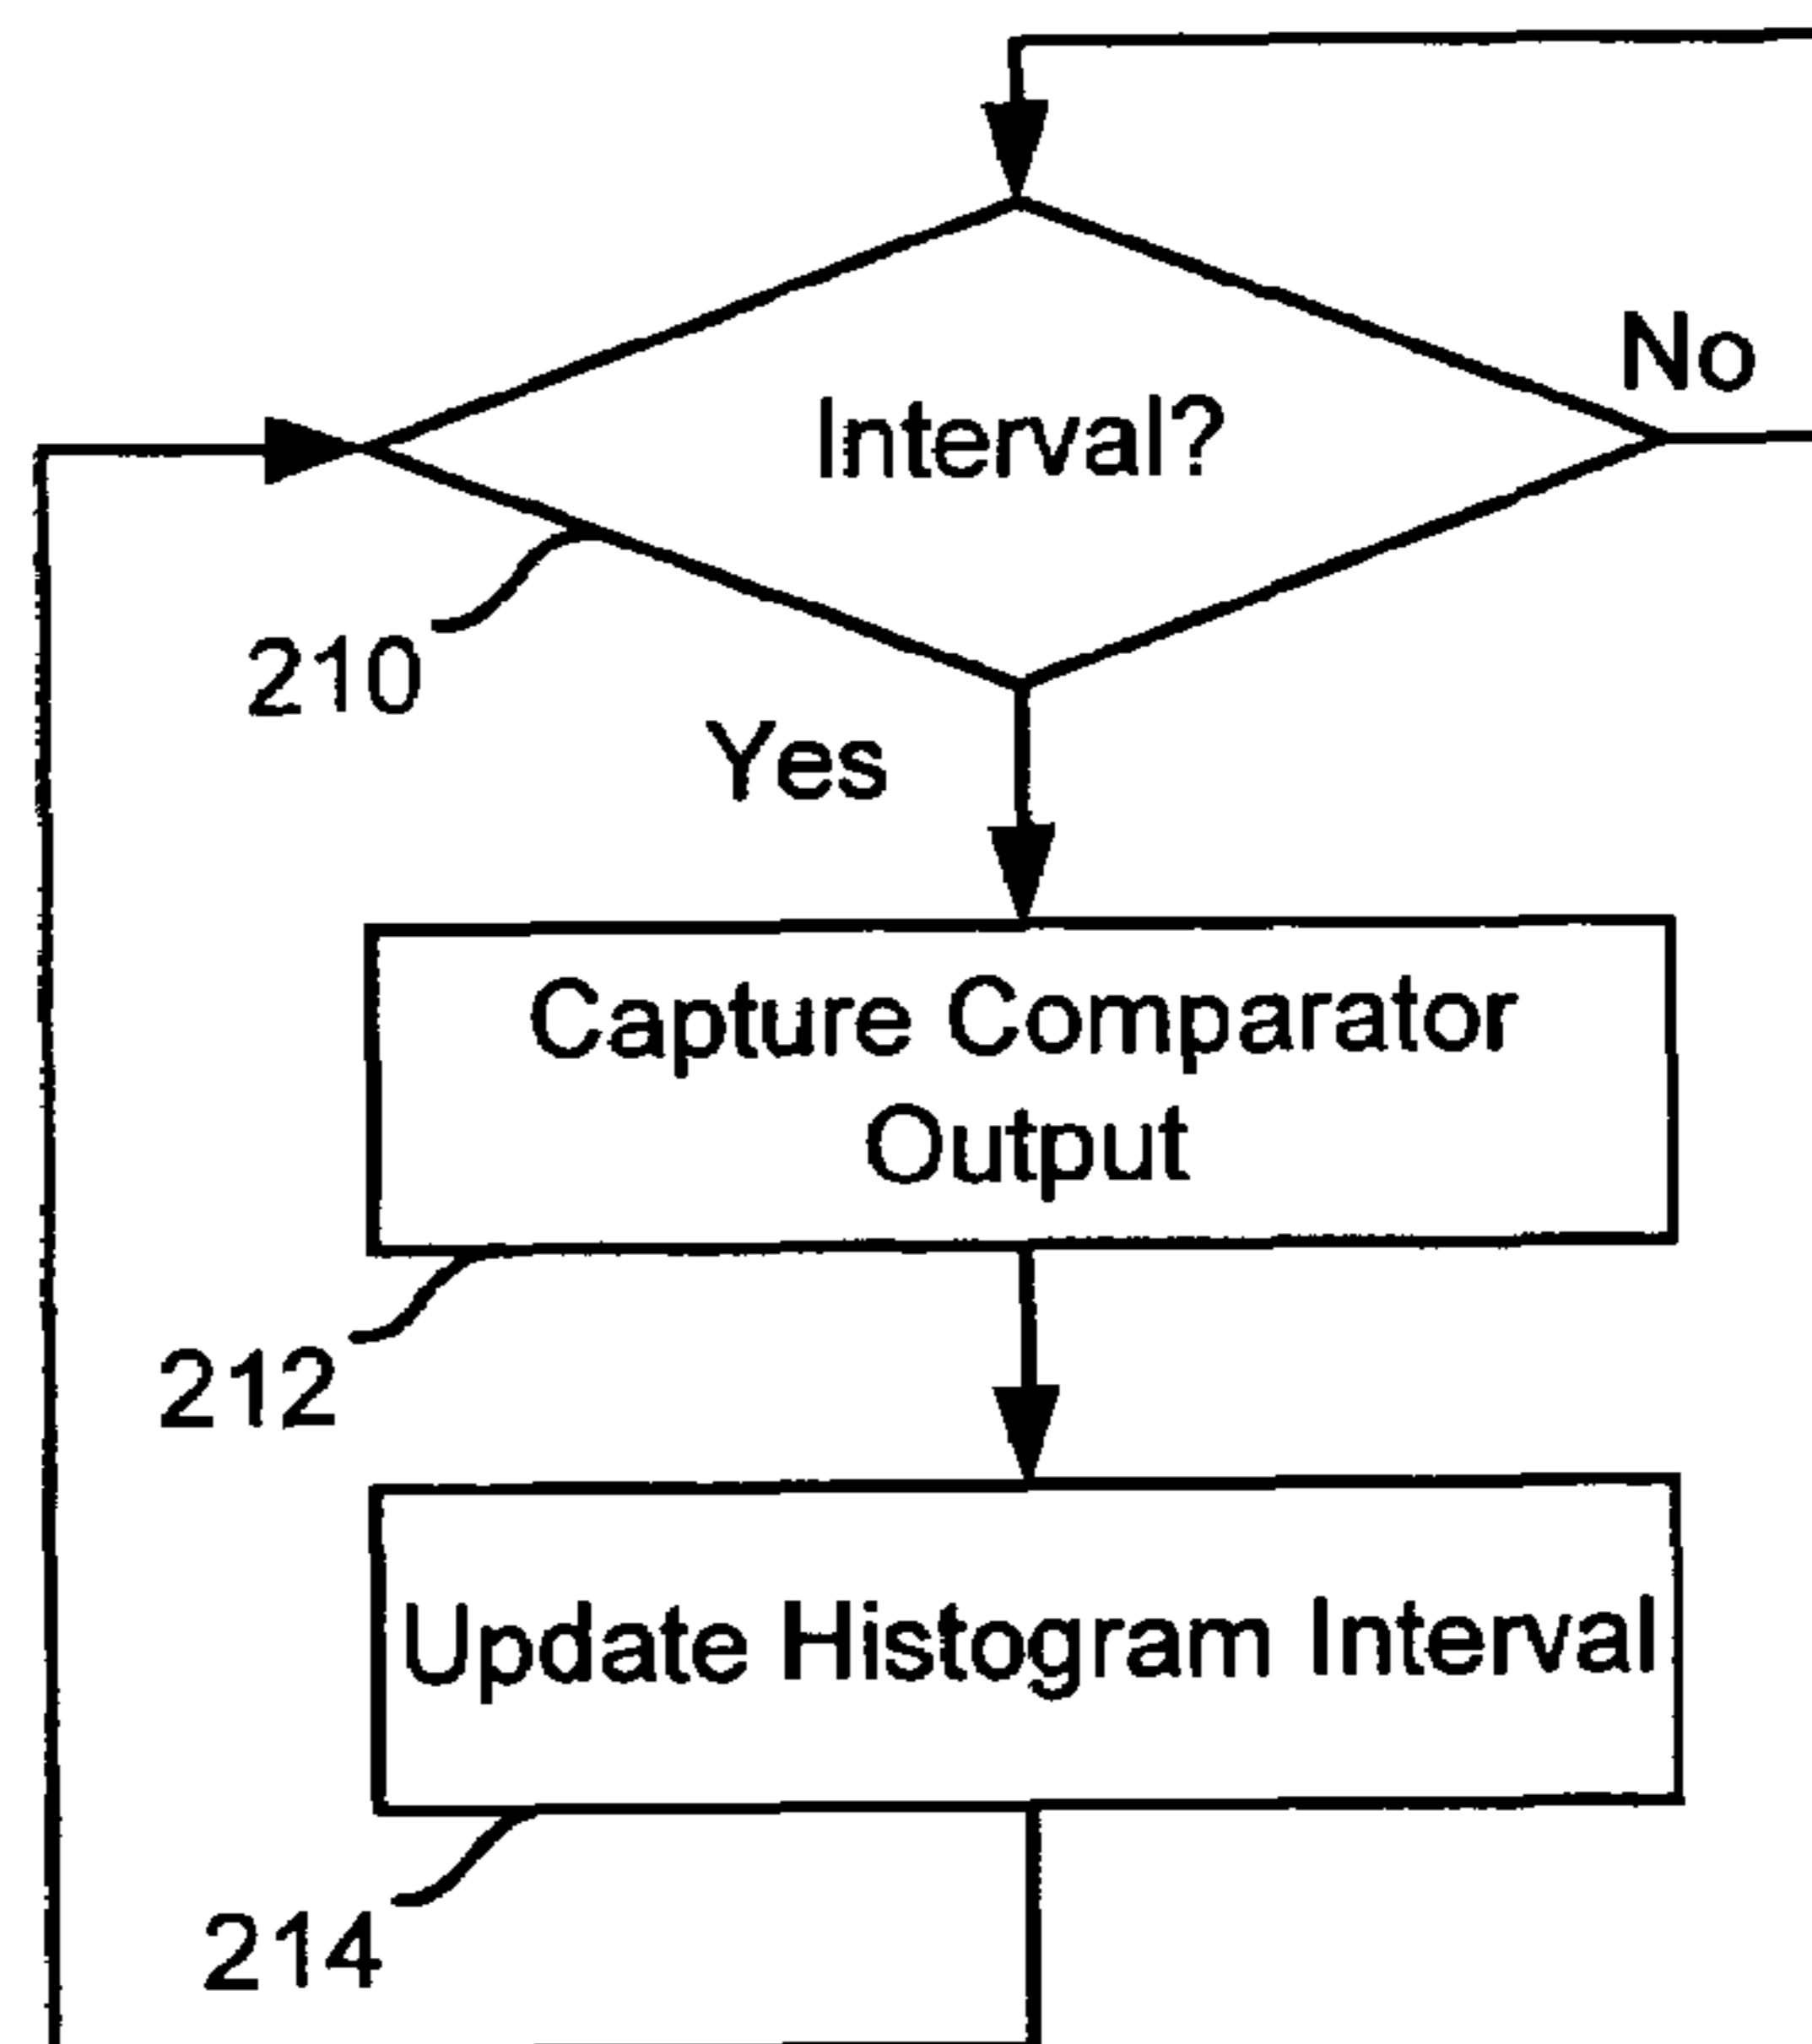 No
Interval?
210
Yes
Capture Comparator
Output
212
Update Histogram Interval
214